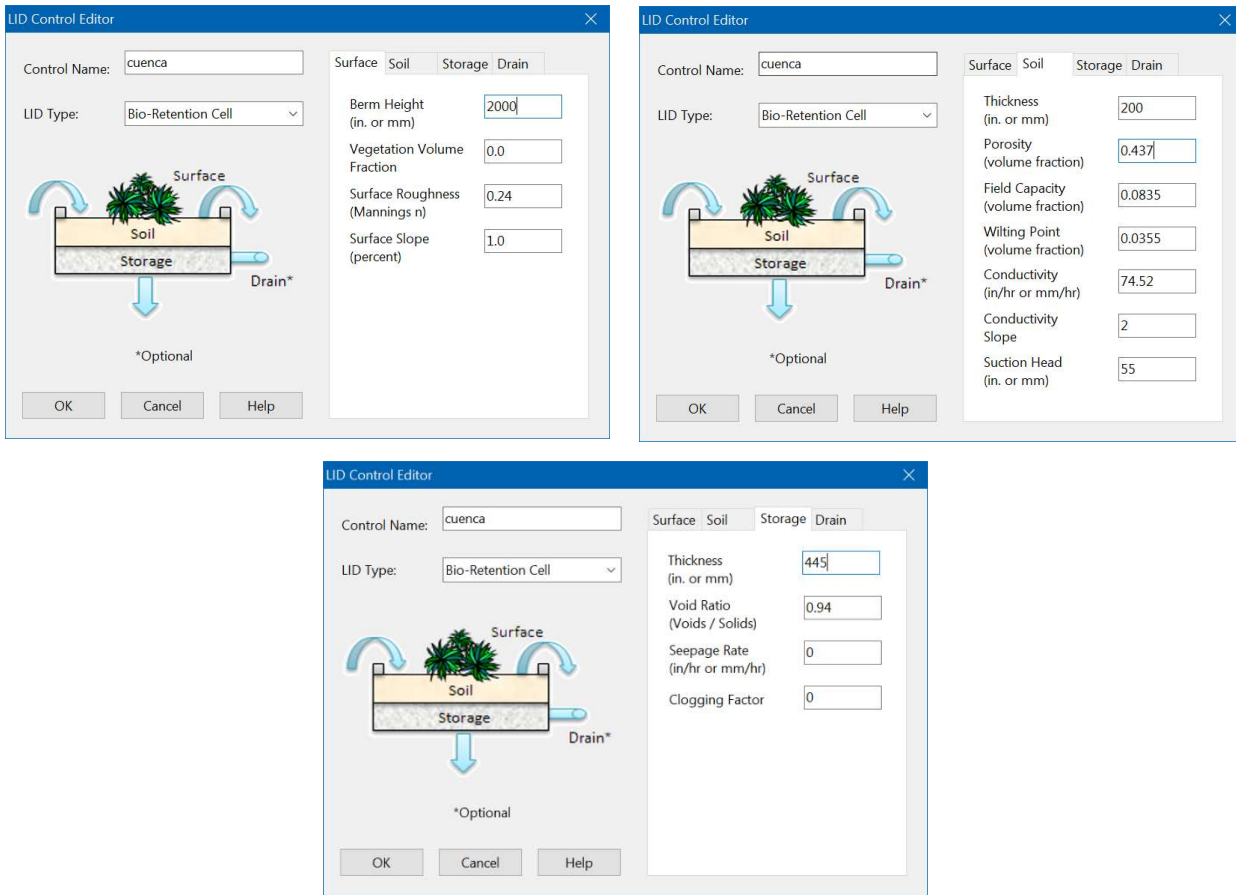 LID Control Editor
Control Name: cuenca
LID Type: Bio-Retention Cell
Surface
Soil
Storage
Drain*
*Optional
OK Cancel Help
Surface Soil Storage Drain
Berm Height 2000
(in. or mm)
Vegetation Volume 0.0
Fraction
Surface Roughness 0.24
(Mannings n)
Surface Slope 1.0
(percent)
LID Control Editor
Control Name: cuenca
LID Type: Bio-Retention Cell
Surface
Soil
Storage
Drain*
*Optional
OK Cancel Help
Surface Soil Storage Drain
Thickness 200
(in. or mm)
Porosity 0.437
(volume fraction)
Field Capacity 0.0835
(volume fraction)
Wilting Point 0.0355
(volume fraction)
Conductivity 74.52
(in/hr or mm/hr)
Conductivity 2
Slope
Suction Head 55
(in. or mm)
LID Control Editor
Control Name: cuenca
LID Type: Bio-Retention Cell
Surface
Soil
Storage
Drain*
*Optional
OK Cancel Help
Surface Soil Storage Drain
Thickness 445
(in. or mm)
Void Ratio 0.94
(Voids / Solids)
Seepage Rate 0
(in/hr or mm/hr)
Clogging Factor 0